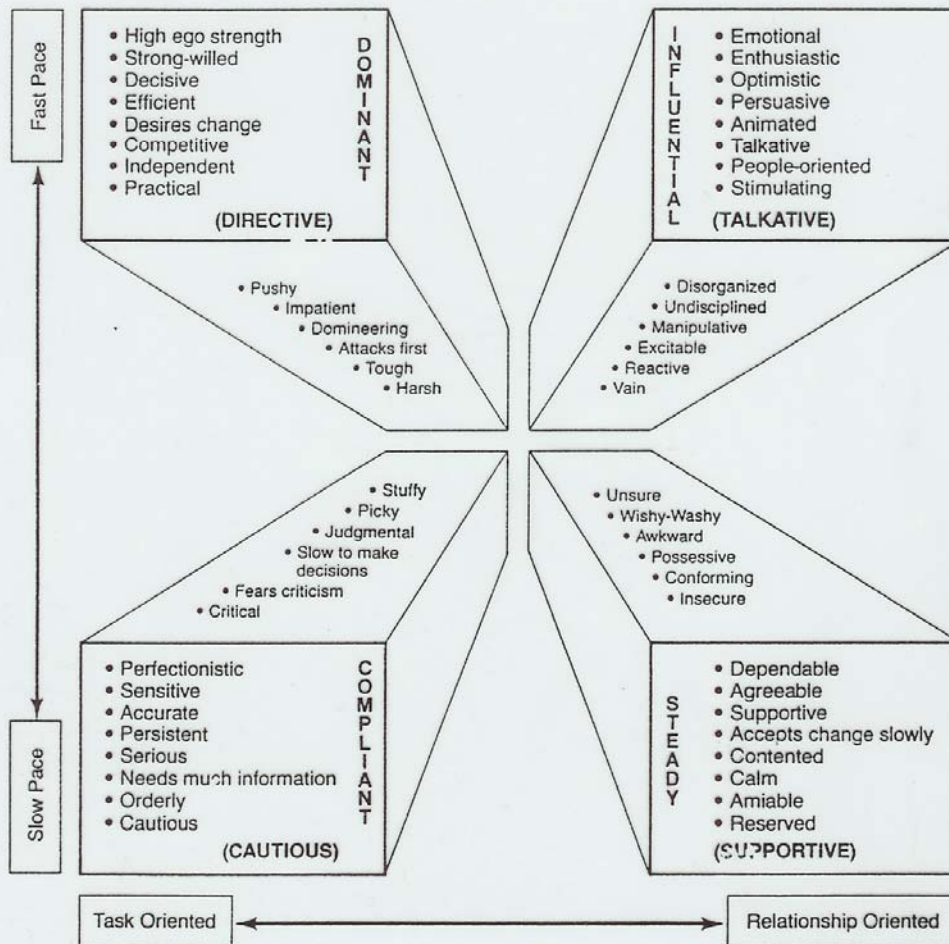 Fast Pace
• High ego strength
• Strong-willed
• Decisive
• Efficient
• Desires change
• Competitive
• Independent
• Practical
DOMINANT
(DIRECTIVE)
INFLUENTIAL
• Emotional
• Enthusiastic
• Optimistic
• Persuasive
• Animated
• Talkative
• People-oriented
• Stimulating
(TALKATIVE)
• Pushy
• Impatient
• Domineering
• Attacks first
• Tough
• Harsh
• Disorganized
• Undisciplined
• Manipulative
• Excitable
• Reactive
• Vain
• Stuffy
• Picky
• Judgmental
• Slow to make
decisions
• Fears criticism
• Critical
• Unsure
• Wishy-Washy
• Awkward
• Possessive
• Conforming
• Insecure
Slow Pace
• Perfectionistic
• Sensitive
• Accurate
• Persistent
• Serious
• Needs much information
• Orderly
• Cautious
COMPLIANT
(CAUTIOUS)
STEADY
• Dependable
• Agreeable
• Supportive
• Accepts change slowly
• Contented
• Calm
• Amiable
• Reserved
(SUPPORTIVE)
Task Oriented
Relationship Oriented